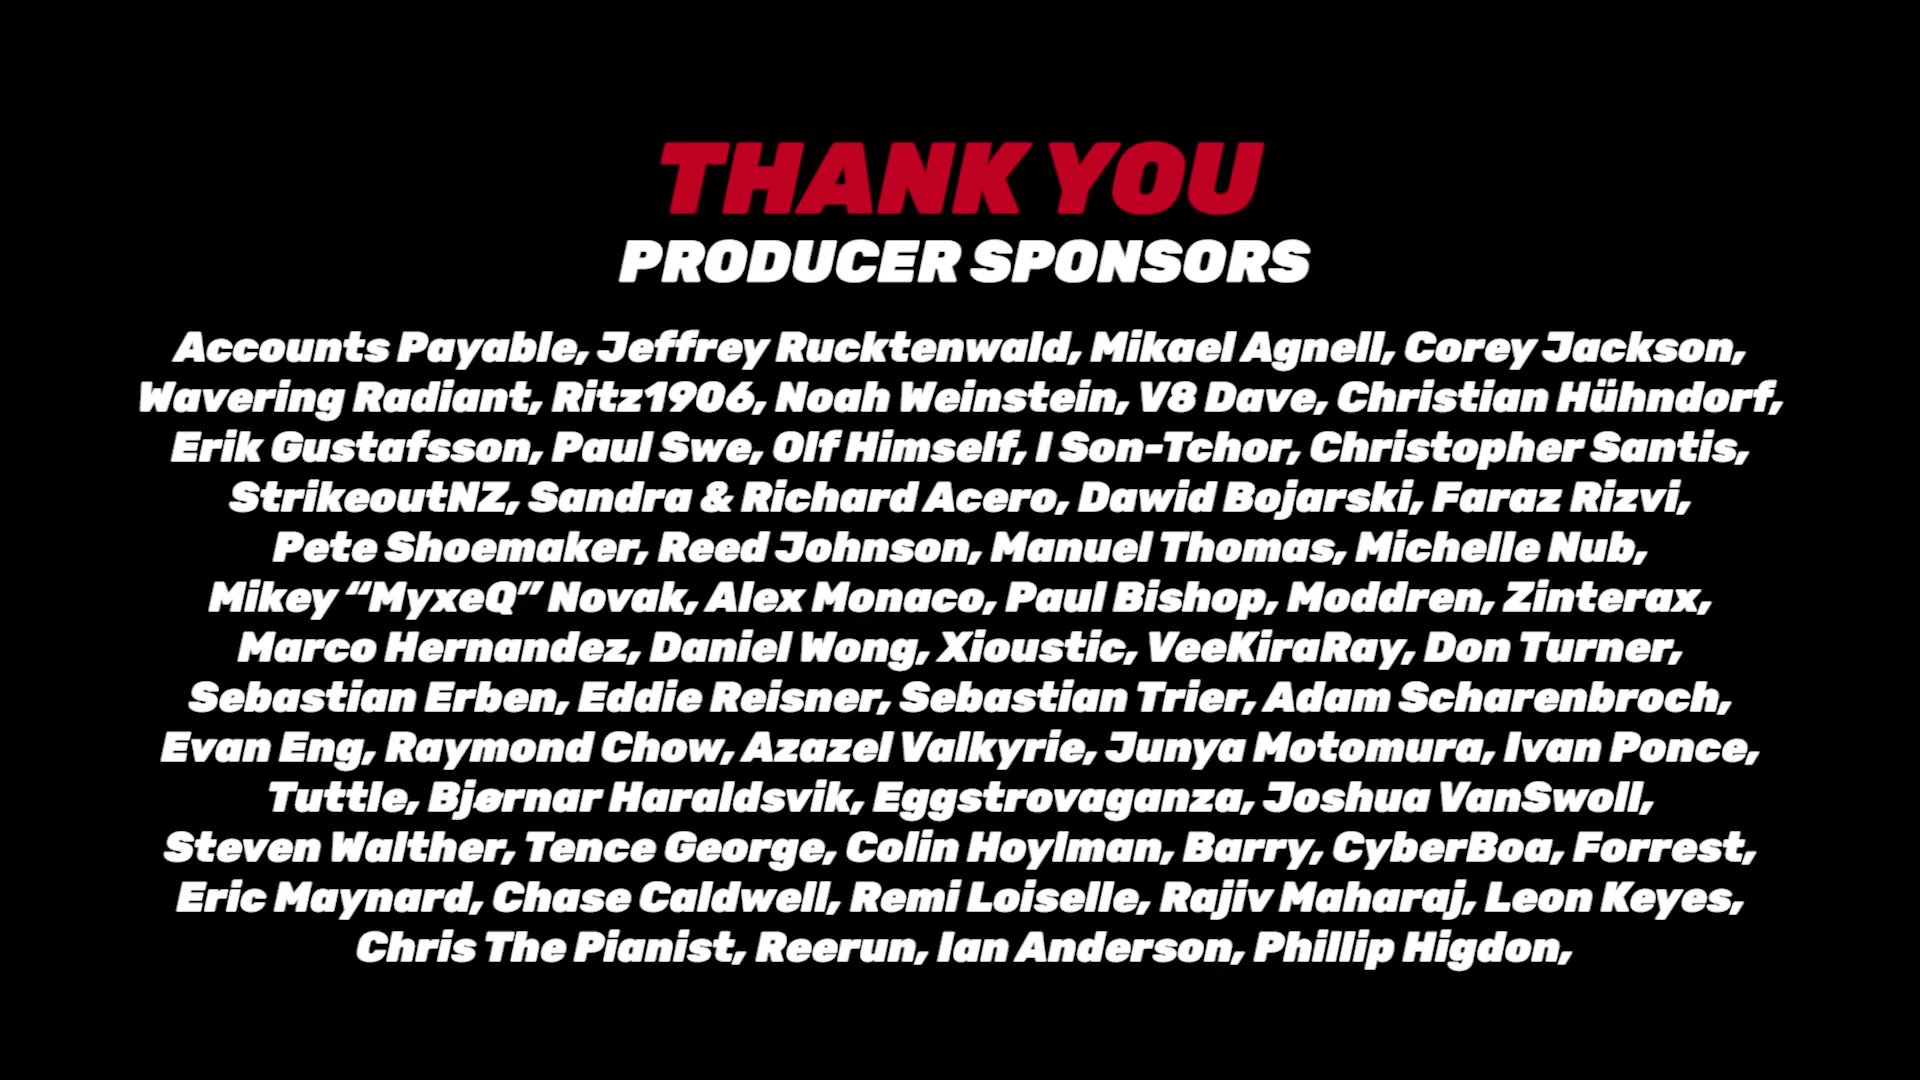 THANK YOU
PRODUCER SPONSORS
Accounts Payable, Jeffrey Rucktenwald, Mikael Agnell, Corey Jackson,
Wavering Radiant, Ritz1906, Noah Weinstein, V8 Dave, Christian Hühndorf,
Erik Gustafsson, Paul Swe, Olf Himself, I Son-Tchor, Christopher Santis,
StrikeoutNZ, Sandra & Richard Acero, Dawid Bojarski, Faraz Rizvi,
Pete Shoemaker, Reed Johnson, Manuel Thomas, Michelle Nub,
Mikey “MyxeQ” Novak, Alex Monaco, Paul Bishop, Moddren, Zinterax,
Marco Hernandez, Daniel Wong, Xioustic, VeeKiraRay, Don Turner,
Sebastian Erben, Eddie Reisner, Sebastian Trier, Adam Scharenbroch,
Evan Eng, Raymond Chow, Azazel Valkyrie, Junya Motomura, Ivan Ponce,
Tuttle, Bjørnar Haraldsvik, Eggstrovaganza, Joshua VanSwoll,
Steven Walther, Tence George, Colin Hoylman, Barry, CyberBoa, Forrest,
Eric Maynard, Chase Caldwell, Remi Loiselle, Rajiv Maharaj, Leon Keyes,
Chris The Pianist, Reerun, Ian Anderson, Phillip Higdon,